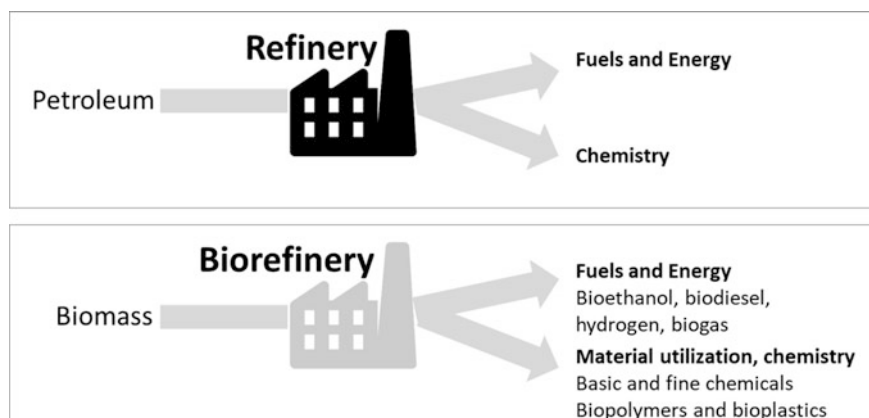 Refinery
Petroleum
Fuels and Energy
Chemistry
Biorefinery
Biomass
Fuels and Energy
Bioethanol, biodiesel,
hydrogen, biogas
Material utilization, chemistry
Basic and fine chemicals
Biopolymers and bioplastics